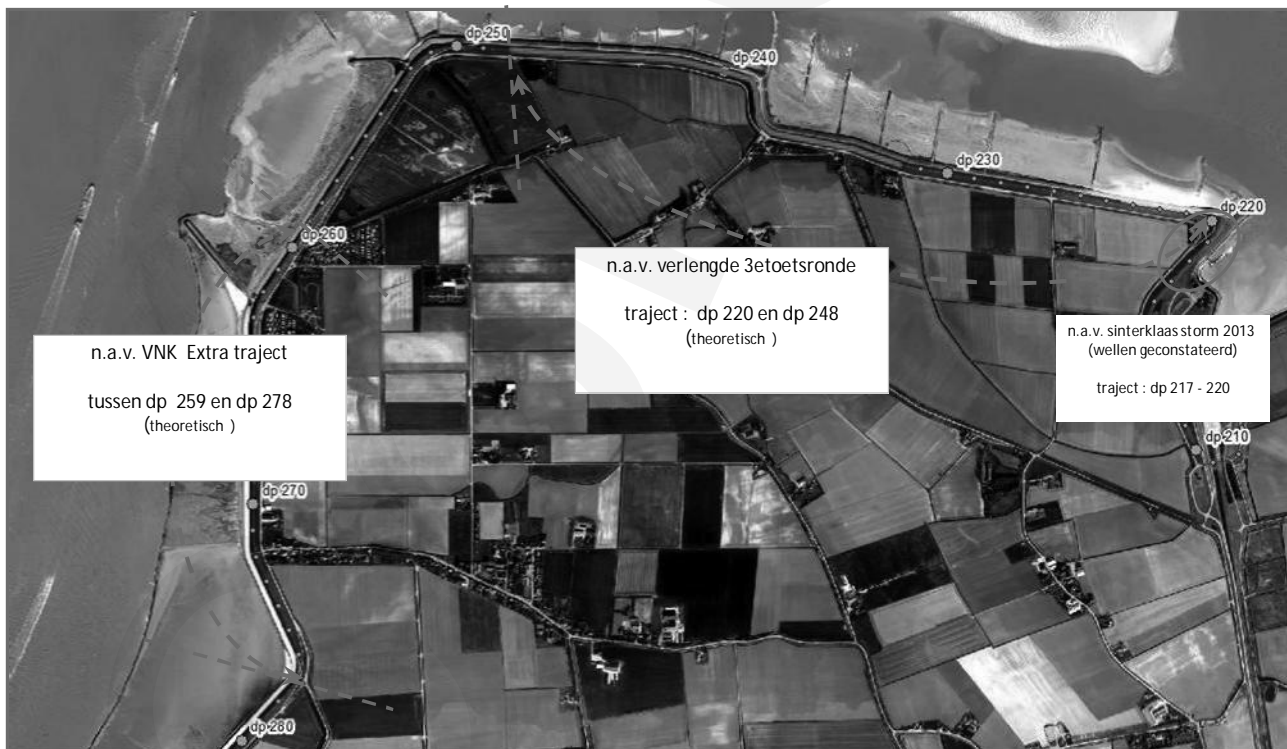 dp 250
dp 240
dp 230
dp 220
dp 260
n.a.v. verlengde 3etoetsronde
traject : dp 220 en dp 248
(theoretisch )
n.a.v. sinterklaasstorm 2013
(wellen geconstateerd)
traject : dp 217 - 220
n.a.v. VNK Extra traject
tussen dp 259 en dp 278
(theoretisch )
dp 210
dp 270
dp 280